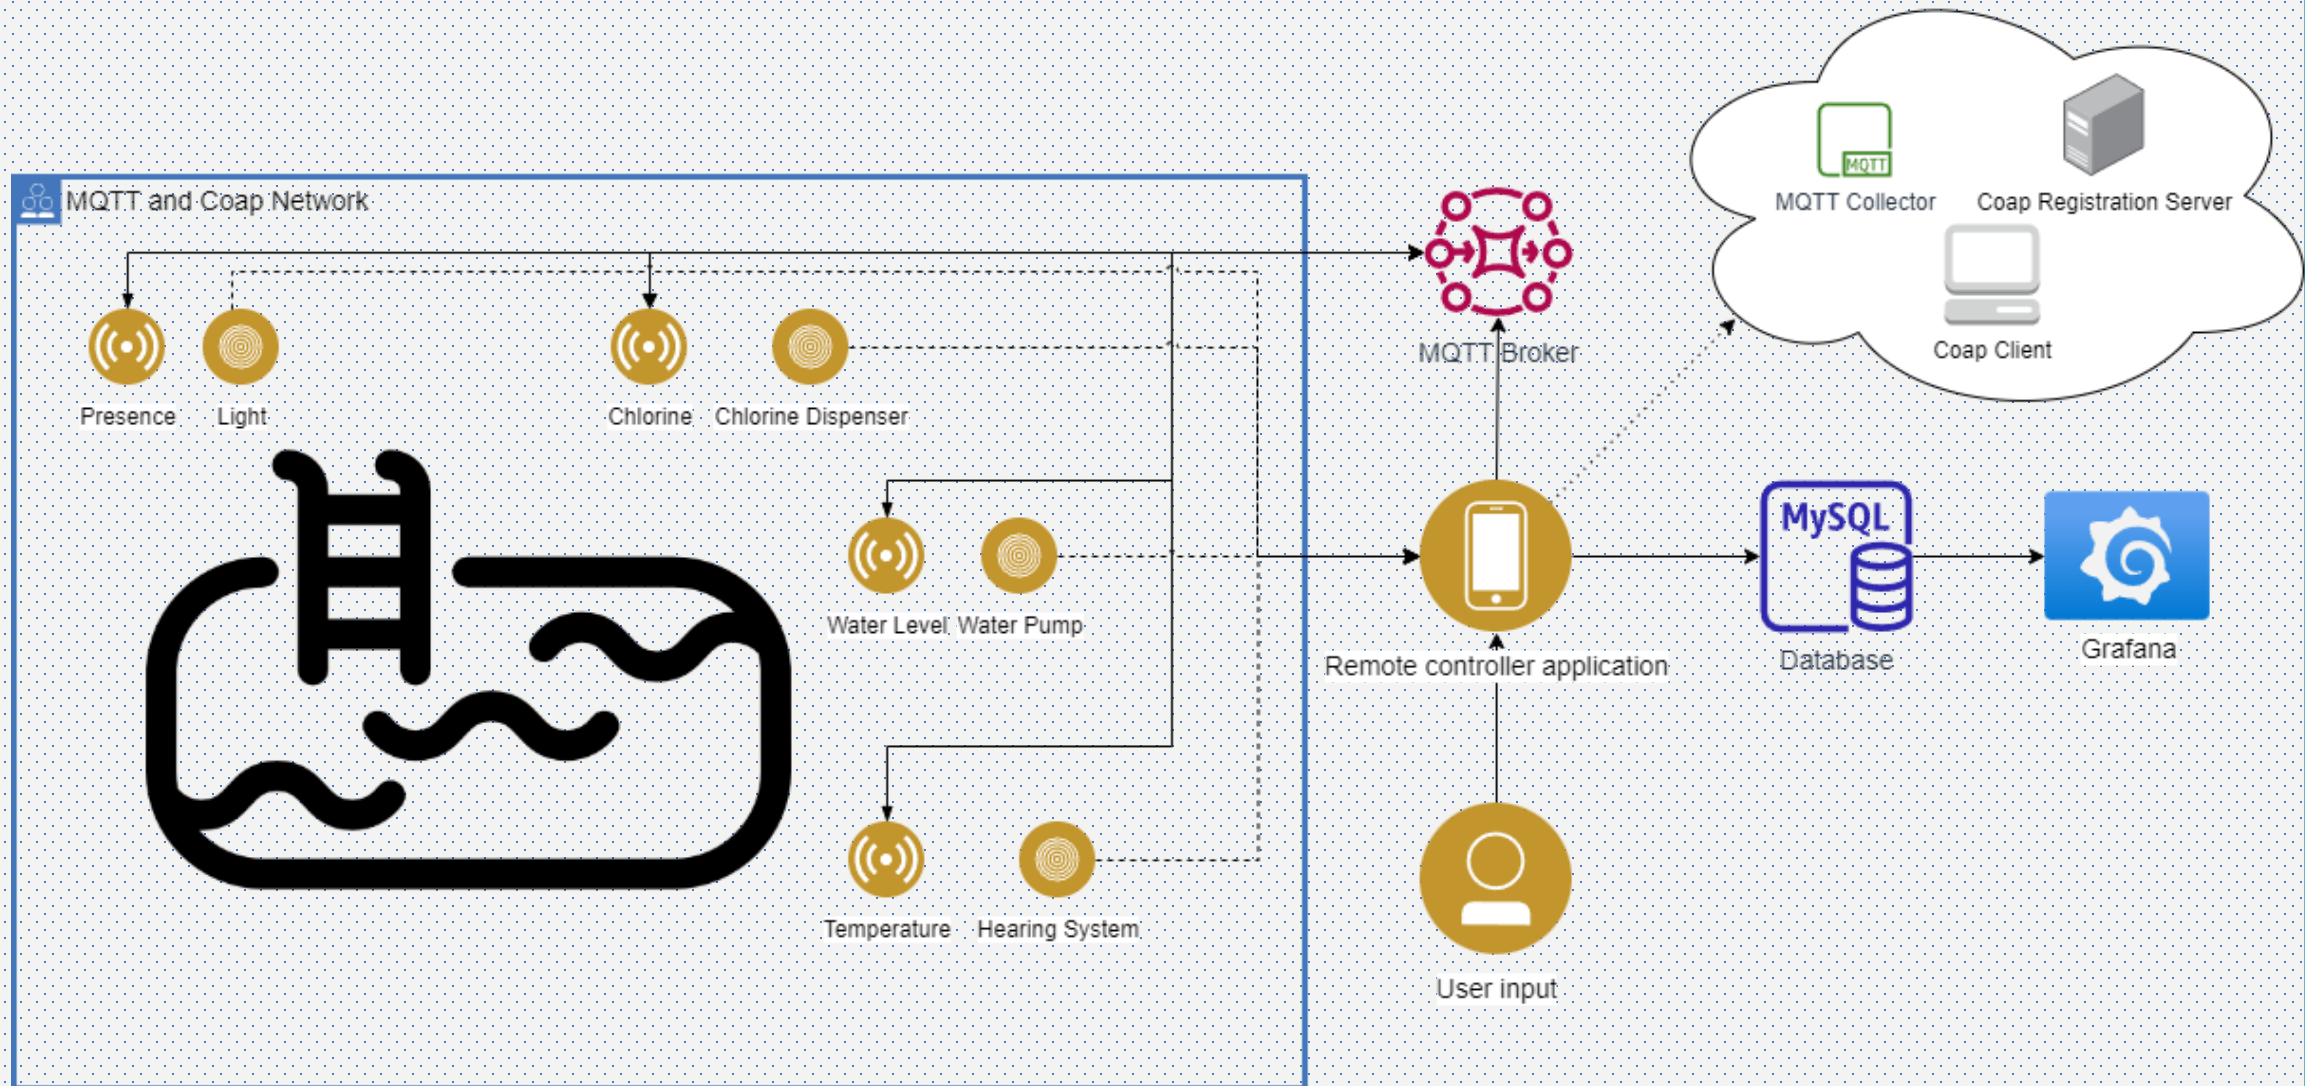 MQTT and Coap Network
MQTT
MQTT Collector
Coap Registration Server
Coap Client
MQTT Broker
Presence
Light
Chlorine
Chlorine Dispenser
Water Level
Water Pump
MySQL
Remote controller application
Database
Grafana
Temperature
Hearing System
User input